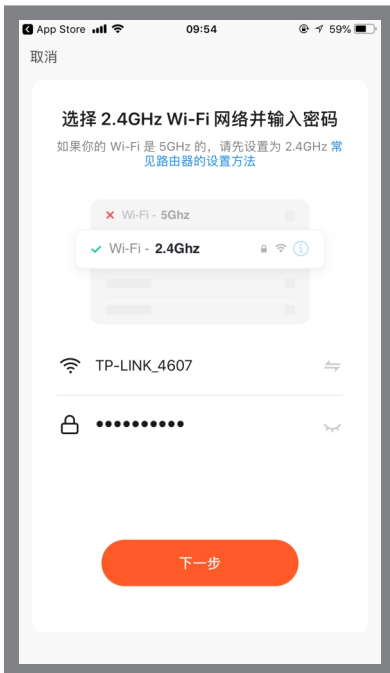 App Store 09:54 59%
取消
选择 2.4GHz Wi-Fi 网络并输入密码
如果你的 Wi-Fi 是 5GHz 的，请先设置为 2.4GHz 常
见路由器的设置方法
Wi-Fi - 5Ghz
Wi-Fi - 2.4Ghz
TP-LINK_4607
••••••••••
下一步